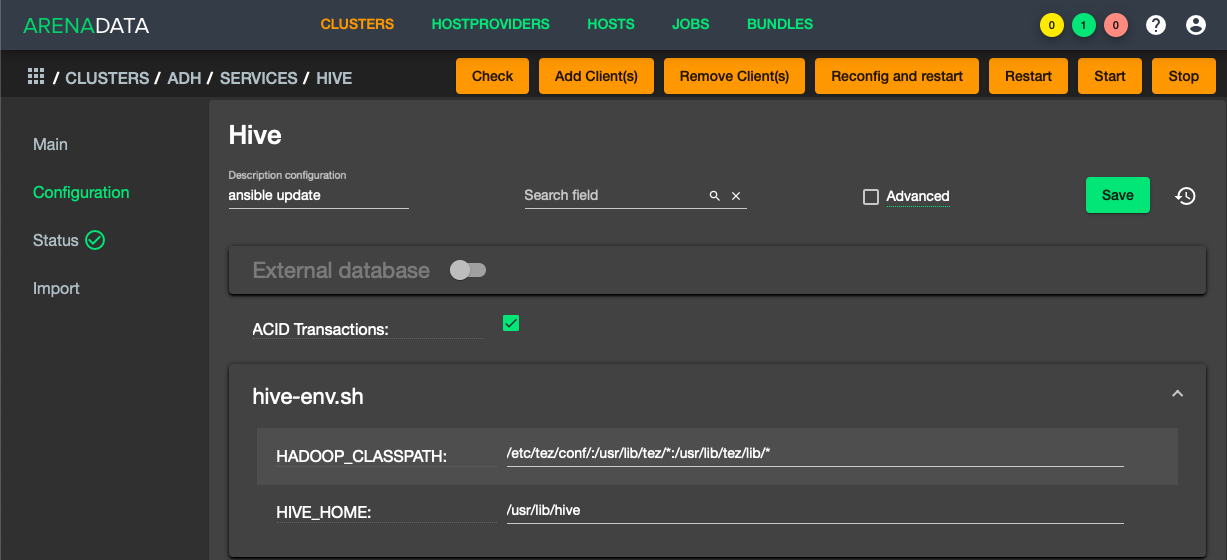 ARENADATA CLUSTERS HOSTPROVIDERS HOSTS JOBS BUNDLES 0 1 0 ?
/ CLUSTERS / ADH / SERVICES / HIVE Check Add Client(s) Remove Client(s) Reconfig and restart Restart Start Stop
Main
Configuration
Status
Import
Hive
Description configuration
ansible update Search field Advanced Save
External database
ACID Transactions:
hive-env.sh
HADOOP_CLASSPATH: /etc/tez/conf/:/usr/lib/tez/*:/usr/lib/tez/lib/*
HIVE_HOME: /usr/lib/hive